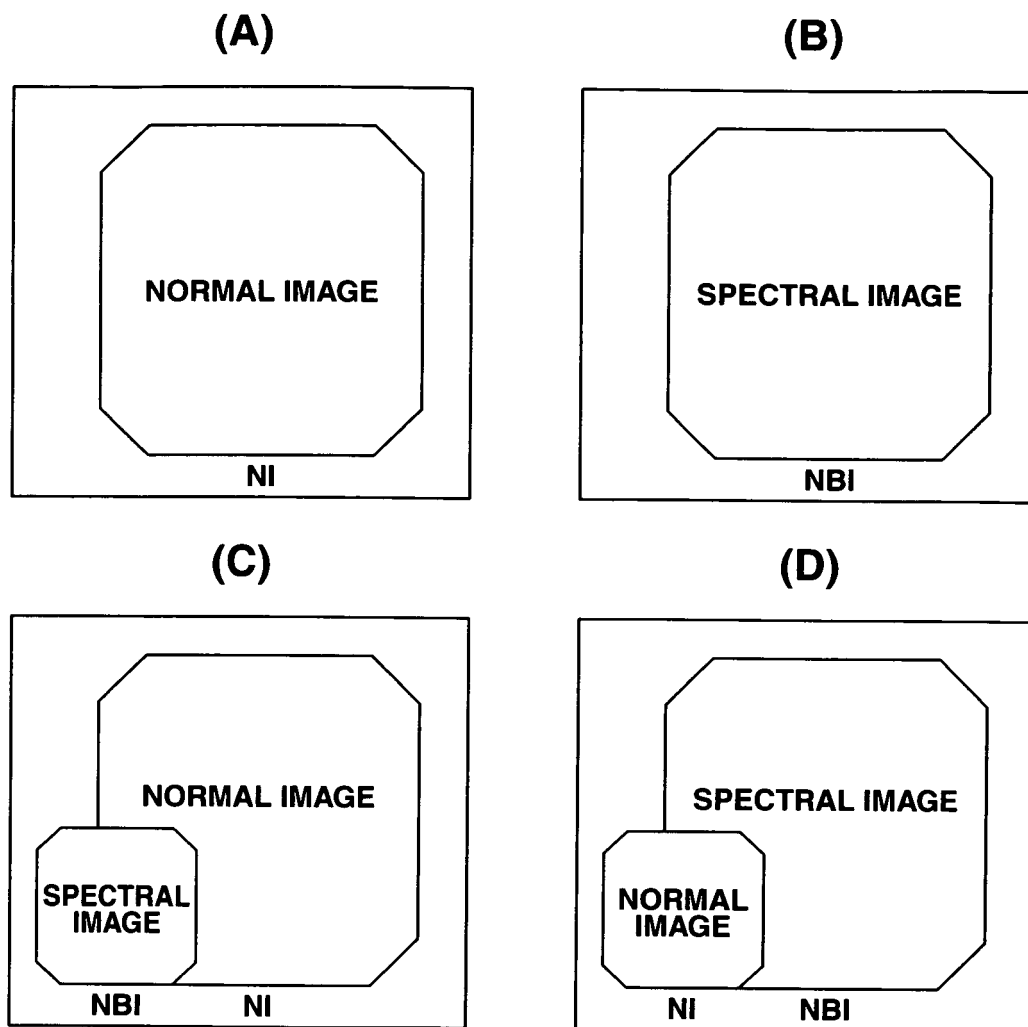 (A)
(B)
NORMAL IMAGE
NI
SPECTRAL IMAGE
NBI
(C)
(D)
NORMAL IMAGE
SPECTRAL
IMAGE
NBI NI
SPECTRAL IMAGE
NORMAL
IMAGE
NI NBI